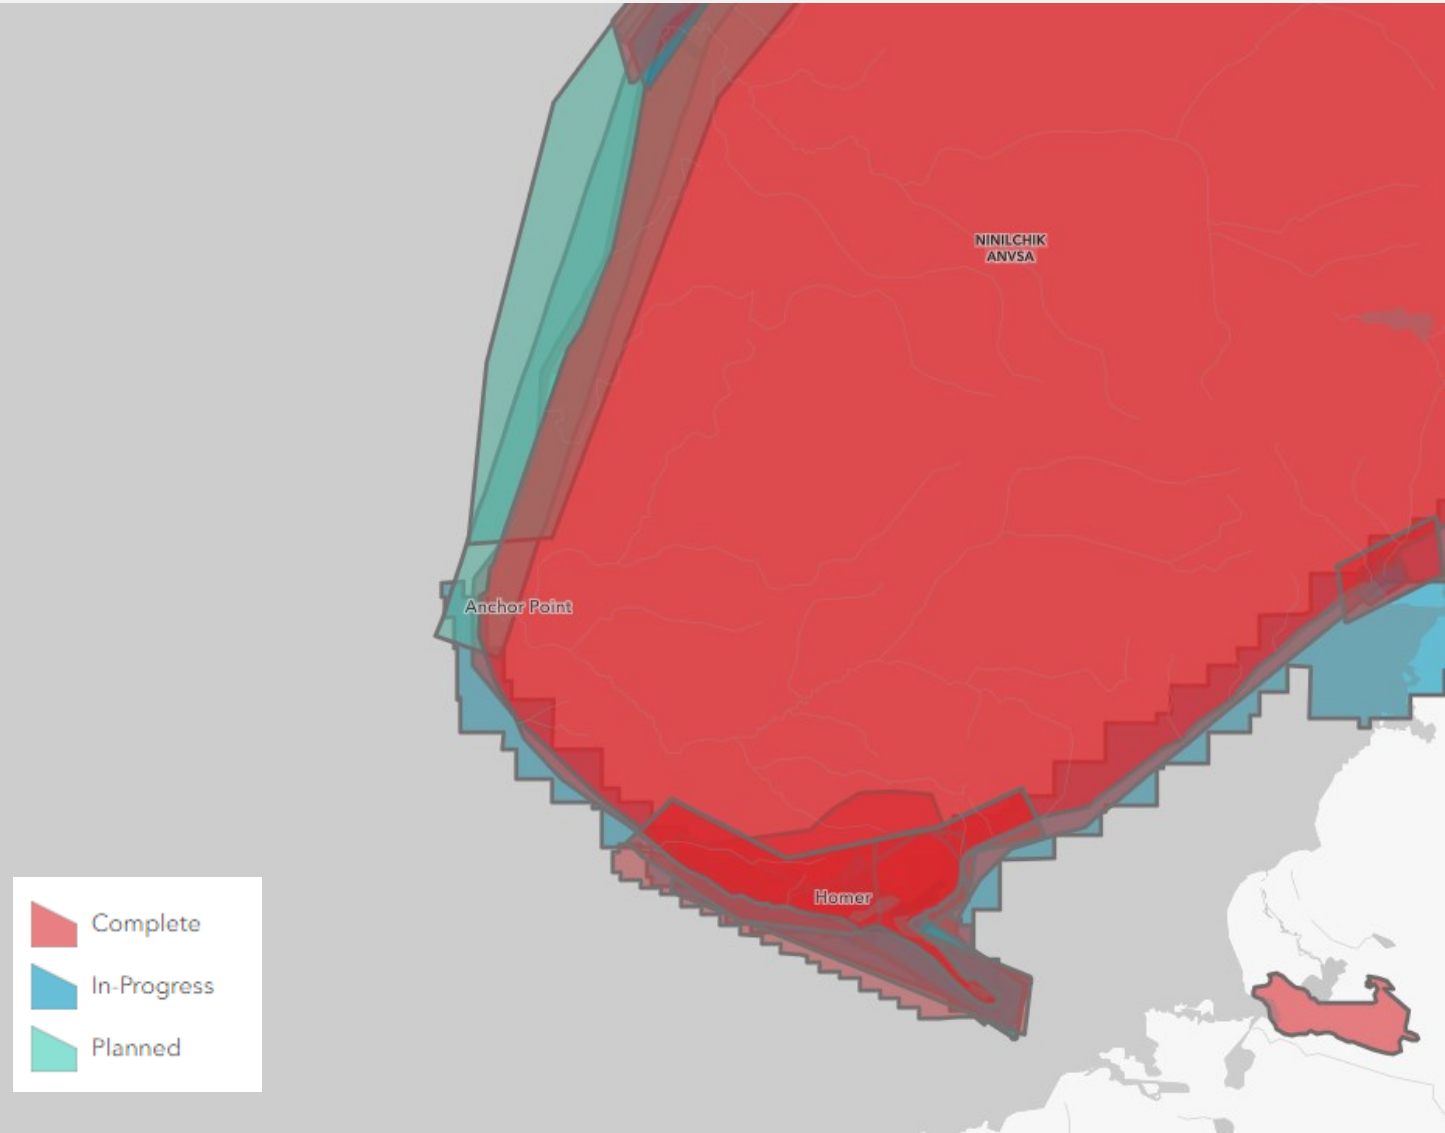 NINILCHIK
ANVSA
Anchor Point
Homer
Complete
In-Progress
Planned